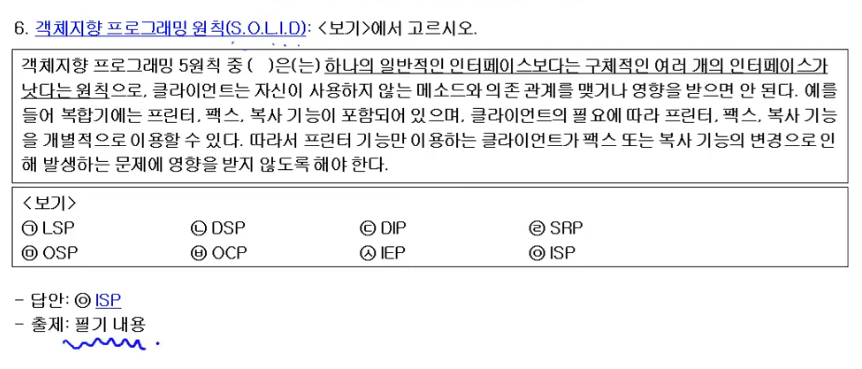 6. 객체지향 프로그래밍 원칙(S.O.L.I.D): <보기>에서 고르시오.
객체지향 프로그래밍 5원칙 중 (   )은(는) 하나의 일반적인 인터페이스보다는 구체적인 여러 개의 인터페이스가
낫다는 원칙으로, 클라이언트는 자신이 사용하지 않는 메소드와 의존 관계를 맺거나 영향을 받으면 안 된다. 예를
들어 복합기에는 프린터, 팩스, 복사 기능이 포함되어 있으며, 클라이언트의 필요에 따라 프린터, 팩스, 복사 기능
을 개별적으로 이용할 수 있다. 따라서 프린터 기능만 이용하는 클라이언트가 팩스 또는 복사 기능의 변경으로 인
해 발생하는 문제에 영향을 받지 않도록 해야 한다.
<보기>
㉠ LSP ㉡ DSP ㉢ DIP ㉣ SRP
㉤ OSP ㉥ OCP ㉦ IEP ㉧ ISP
- 답안: ㉧ ISP
- 출제: 필기 내용